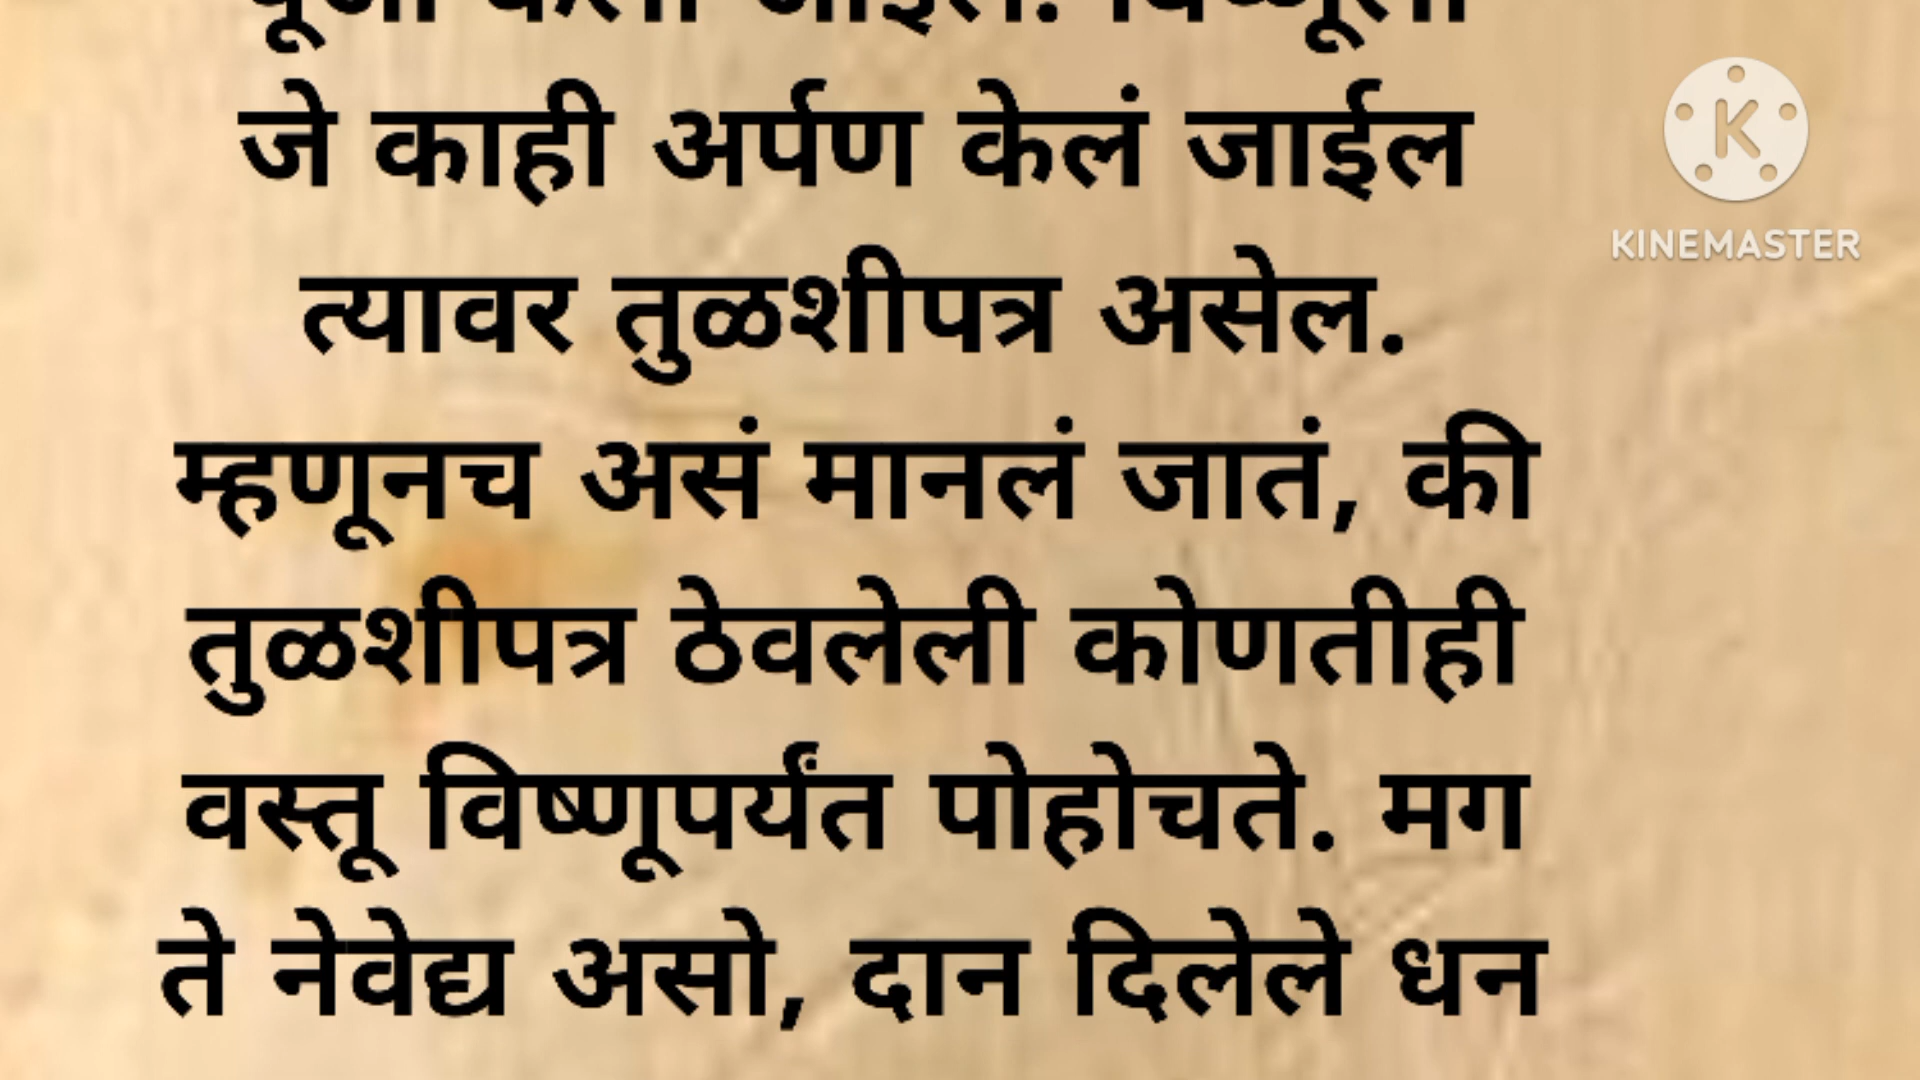 जे काही अर्पण केलं जाईल
त्यावर तुळशीपत्र असेल.
म्हणूनच असं मानलं जातं, की
तुळशीपत्र ठेवलेली कोणतीही
वस्तू विष्णूपर्यंत पोहोचते. मग
ते नेवेद्य असो, दान दिलेले धन
K
KINEMASTER